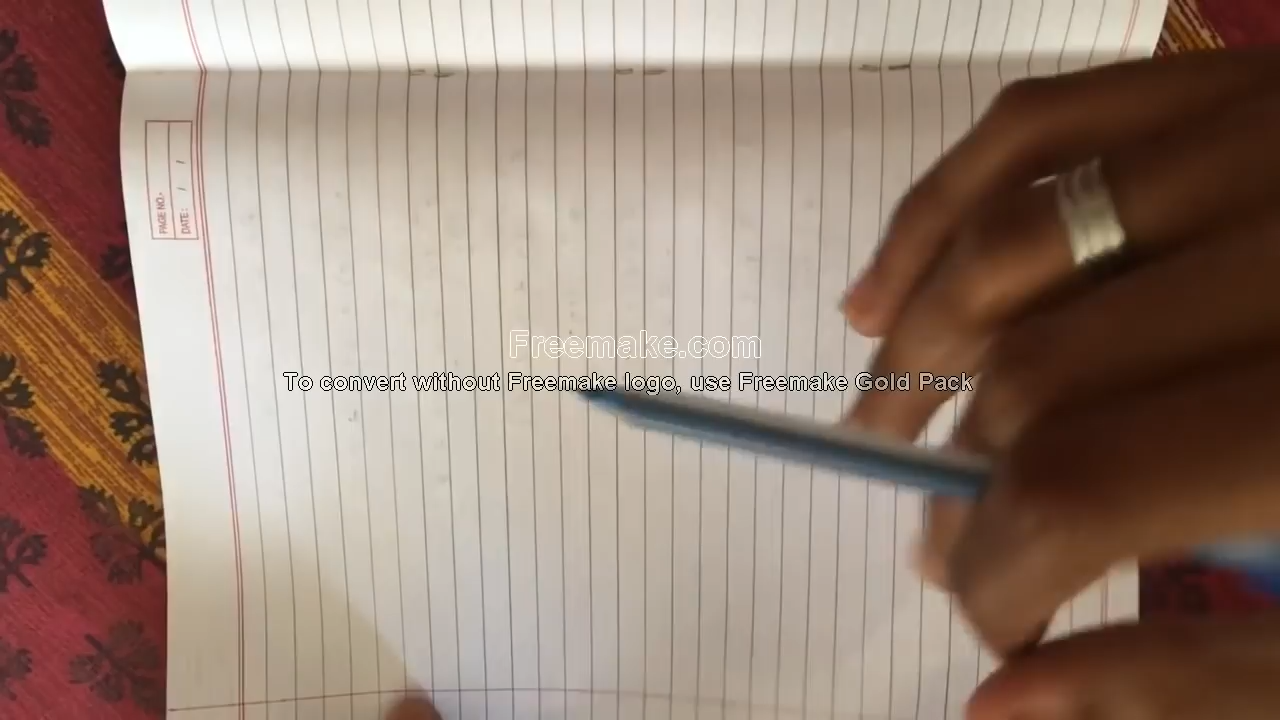 PAGE NO.
DATE: / /
Freemake.com
To convert without Freemake logo, use Freemake Gold Pack